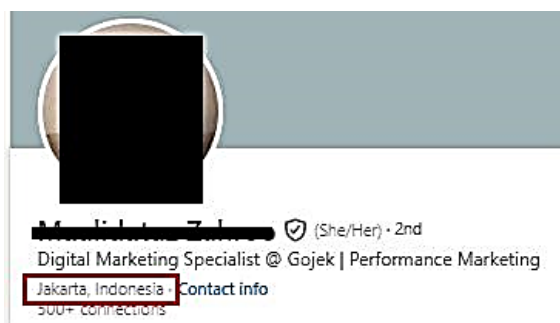 (She/Her) · 2nd
Digital Marketing Specialist @ Gojek | Performance Marketing
Jakarta, Indonesia · Contact info
500+ connections